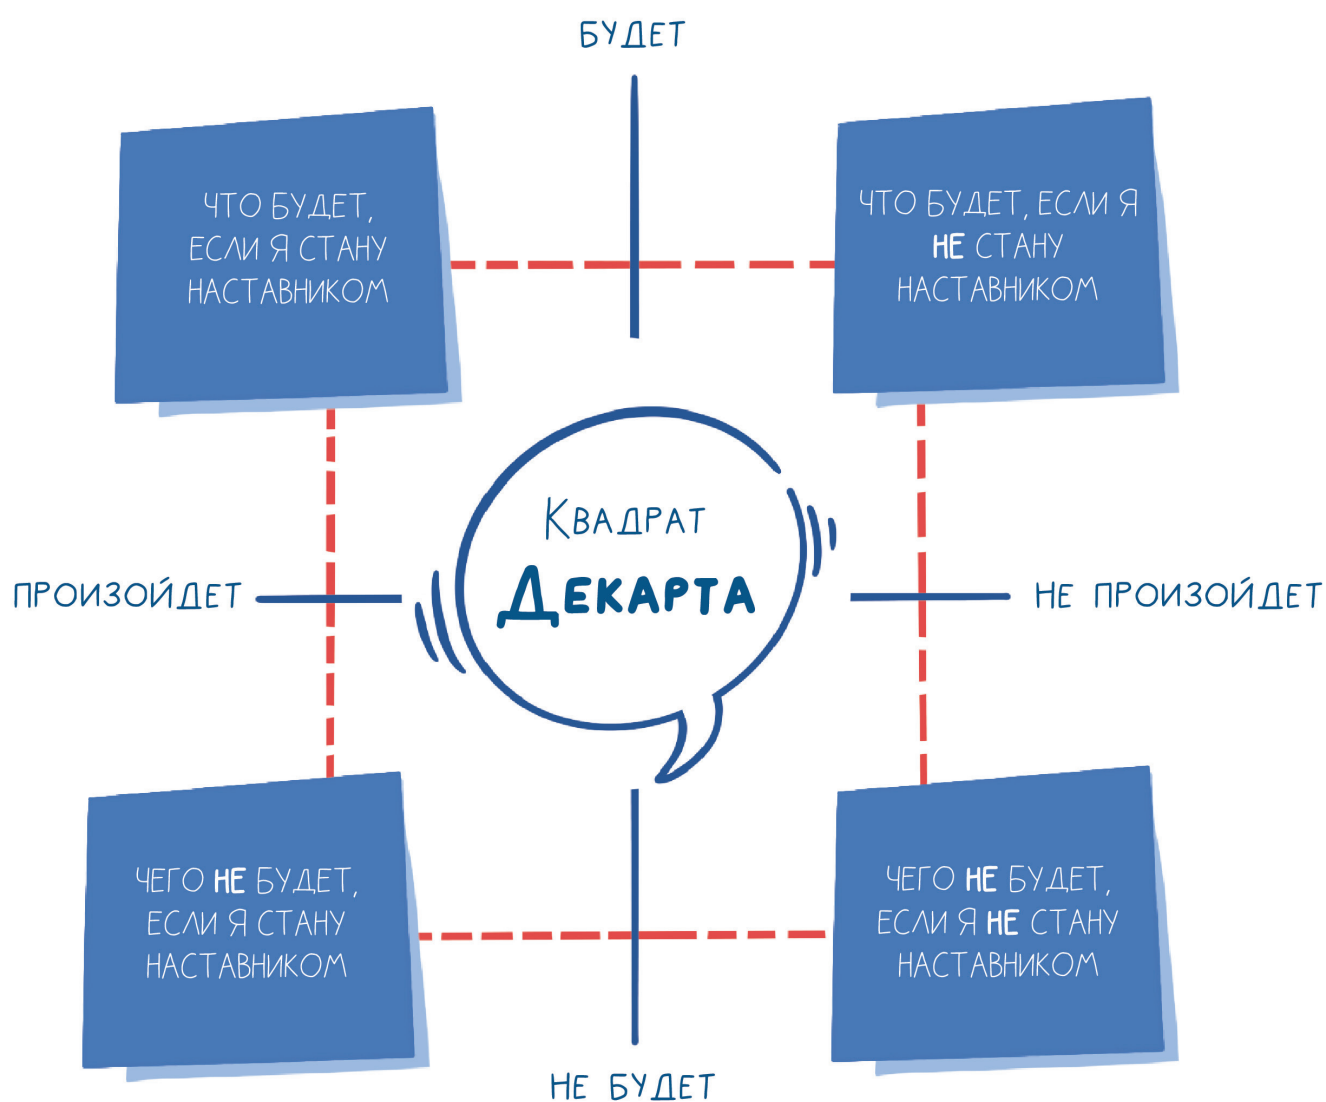 БУДЕТ
ЧТО БУДЕТ,
ЕСЛИ Я СТАНУ
НАСТАВНИКОМ
ЧТО БУДЕТ, ЕСЛИ Я
НЕ СТАНУ
НАСТАВНИКОМ
КВАДРАТ
ДЕКАРТА
ПРОИЗОЙДЕТ
НЕ ПРОИЗОЙДЕТ
ЧЕГО НЕ БУДЕТ,
ЕСЛИ Я СТАНУ
НАСТАВНИКОМ
ЧЕГО НЕ БУДЕТ,
ЕСЛИ Я НЕ СТАНУ
НАСТАВНИКОМ
НЕ БУДЕТ